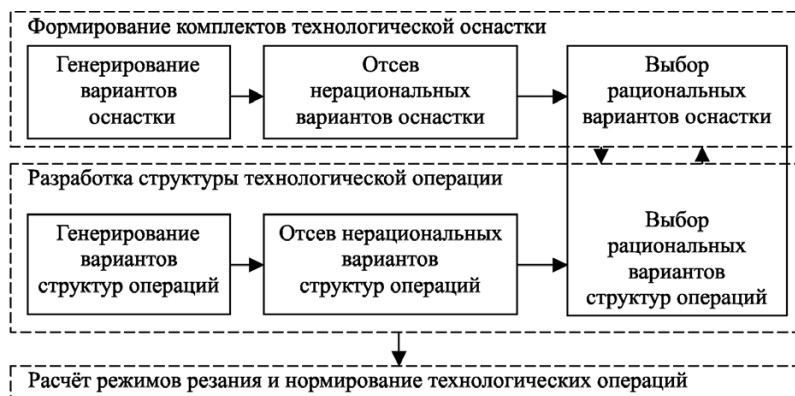 Формирование комплектов технологической оснастки
Генерирование
вариантов
оснастки
Отсев
нерациональных
вариантов оснастки
Выбор
рациональных
вариантов оснастки
Разработка структуры технологической операции
Генерирование
вариантов
структур операций
Отсев нерациональных
вариантов
структур операций
Выбор
рациональных
вариантов
структур операций
Расчёт режимов резания и нормирование технологических операций